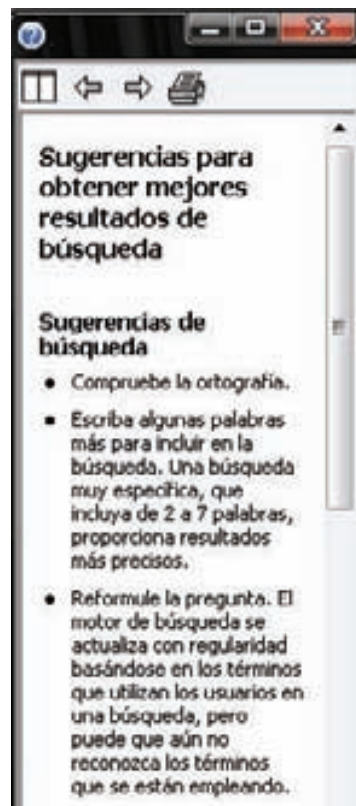 Sugerencias para
obtener mejores
resultados de
búsqueda
Sugerencias de
búsqueda
• Compruebe la ortografía.
• Escriba algunas palabras
más para incluir en la
búsqueda. Una búsqueda
muy específica, que
incluya de 2 a 7 palabras,
proporciona resultados
más precisos.
• Reformule la pregunta. El
motor de búsqueda se
actualiza con regularidad
basándose en los términos
que utilizan los usuarios en
una búsqueda, pero
puede que aún no
reconozca los términos
que se están empleando.